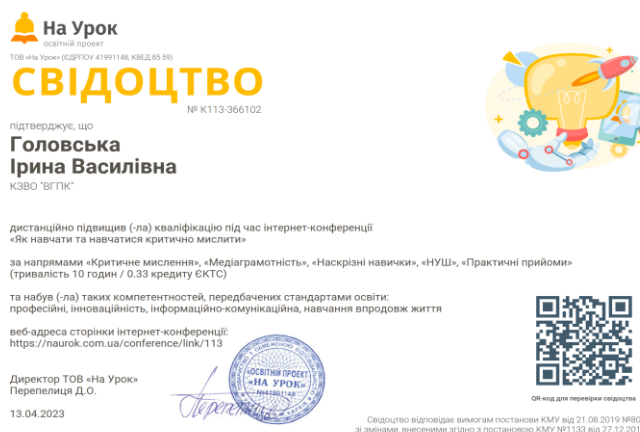 На Урок
освітній проект
ТОВ «На Урок» (ЄДРПОУ 41991148, КВЕД 85.59)
СВІДОЦТВО
№ K113-366102
підтверджує, що
Головська
Ірина Василівна
КЗВО "ВГПК"
дистанційно підвищив (-ла) кваліфікацію під час інтернет-конференції
«Як навчати та навчатися критично мислити»
за напрямами «Критичне мислення», «Медіаграмотність», «Наскрізні навички», «НУШ», «Практичні прийоми»
(тривалість 10 годин / 0.33 кредиту ЄКТС)
та набув (-ла) таких компетентностей, передбачених стандартами освіти:
професійні, інноваційність, інформаційно-комунікаційна, навчання впродовж життя
веб-адреса сторінки інтернет-конференції:
https://naurok.com.ua/conference/link/113
Директор ТОВ «На Урок»
Перепелиця Д.О.
13.04.2023
ОСВІТНІЙ ПРОЕКТ
«НА УРОК»
№41991148
QR-код для перевірки свідоцтва
Свідоцтво відповідає вимогам постанови КМУ від 21.08.2019 №80
зі змінами, внесеними згідно з постановою КМУ №1133 від 27.12.201